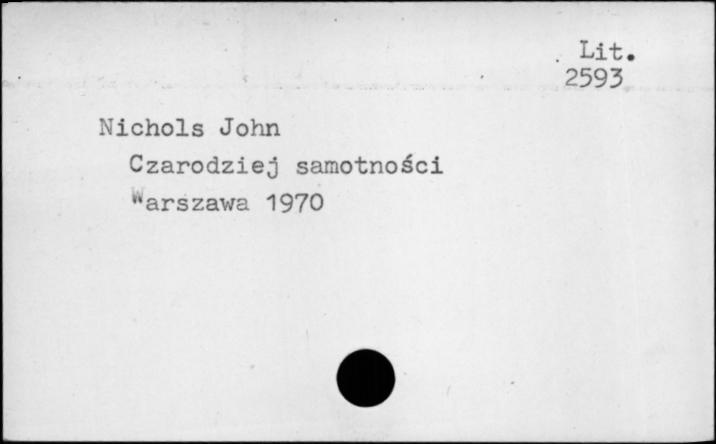 Lit.
2593
Nichols John
Czarodziej samotności
Warszawa 1970